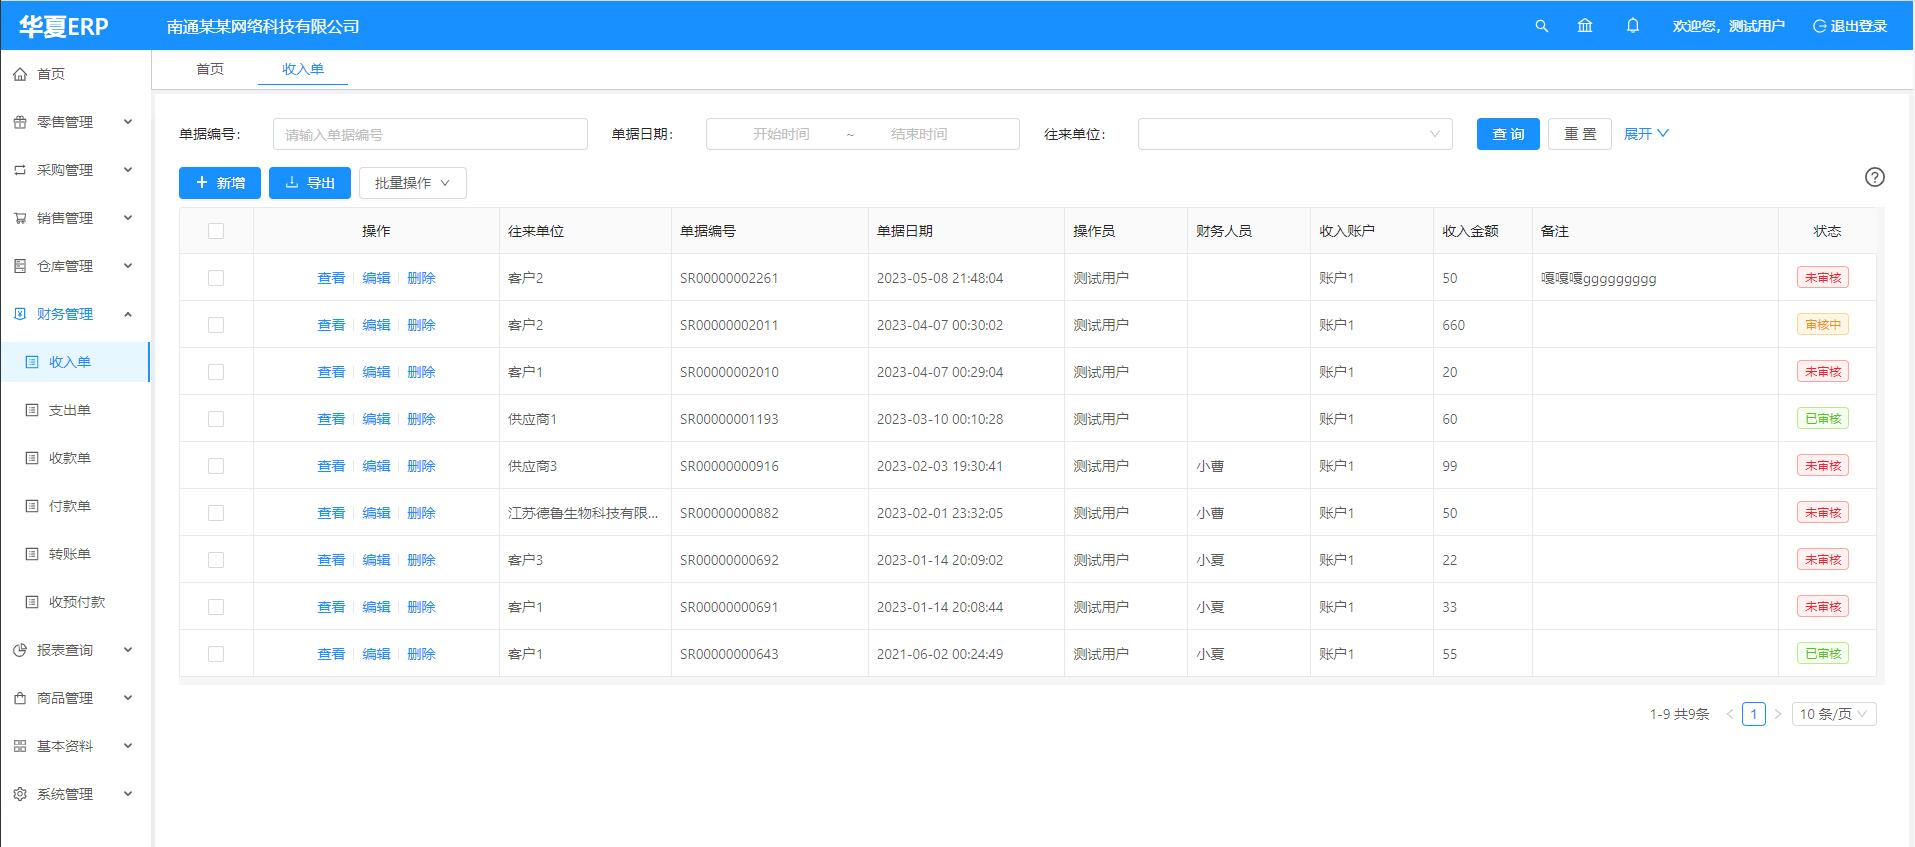 华夏ERP 南通某某网络科技有限公司 欢迎您，测试用户 退出登录
首页
零售管理
采购管理
销售管理
仓库管理
财务管理
收入单
支出单
收款单
付款单
转账单
收预付款
报表查询
商品管理
基本资料
系统管理
首页 收入单
单据编号： 请输入单据编号 单据日期： 开始时间 ~ 结束时间 往来单位： 查询 重置 展开
新增 导出 批量操作
操作 往来单位 单据编号 单据日期 操作员 财务人员 收入账户 收入金额 备注 状态
查看 编辑 删除 客户2 SR00000002261 2023-05-08 21:48:04 测试用户 账户1 50 嘎嘎嘎ggggggggg 未审核
查看 编辑 删除 客户2 SR00000002011 2023-04-07 00:30:02 测试用户 账户1 660 审核中
查看 编辑 删除 客户1 SR00000002010 2023-04-07 00:29:04 测试用户 账户1 20 未审核
查看 编辑 删除 供应商1 SR00000001193 2023-03-10 00:10:28 测试用户 账户1 60 已审核
查看 编辑 删除 供应商3 SR00000000916 2023-02-03 19:30:41 测试用户 小曹 账户1 99 未审核
查看 编辑 删除 江苏德鲁生物科技有限... SR00000000882 2023-02-01 23:32:05 测试用户 小曹 账户1 50 未审核
查看 编辑 删除 客户3 SR00000000692 2023-01-14 20:09:02 测试用户 小夏 账户1 22 未审核
查看 编辑 删除 客户1 SR00000000691 2023-01-14 20:08:44 测试用户 小夏 账户1 33 未审核
查看 编辑 删除 客户1 SR00000000643 2021-06-02 00:24:49 测试用户 小夏 账户1 55 已审核
1-9 共9条 < 1 > 10 条/页